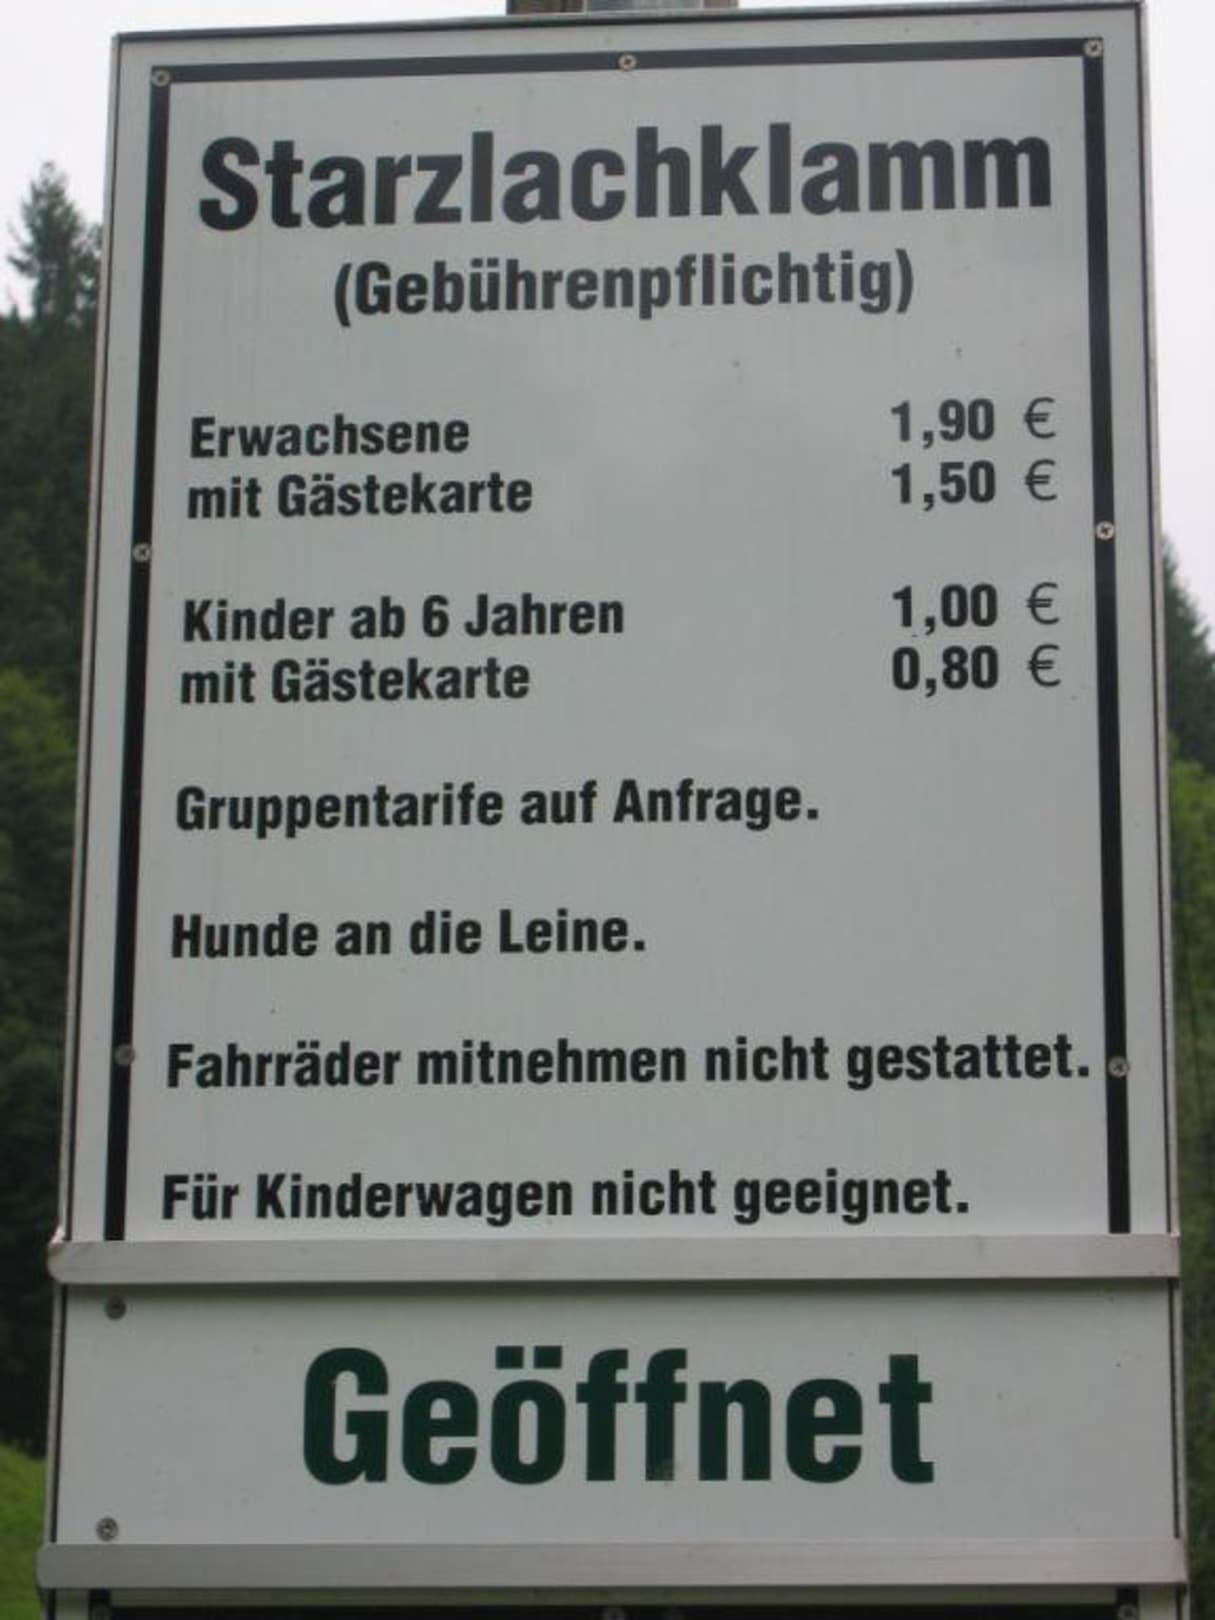 Starzlachklamm
(Gebührenpflichtig)
Erwachsene 1,90 €
mit Gästekarte 1,50 €
Kinder ab 6 Jahren 1,00 €
mit Gästekarte 0,80 €
Gruppentarife auf Anfrage.
Hunde an die Leine.
Fahrräder mitnehmen nicht gestattet.
Für Kinderwagen nicht geeignet.
Geöffnet